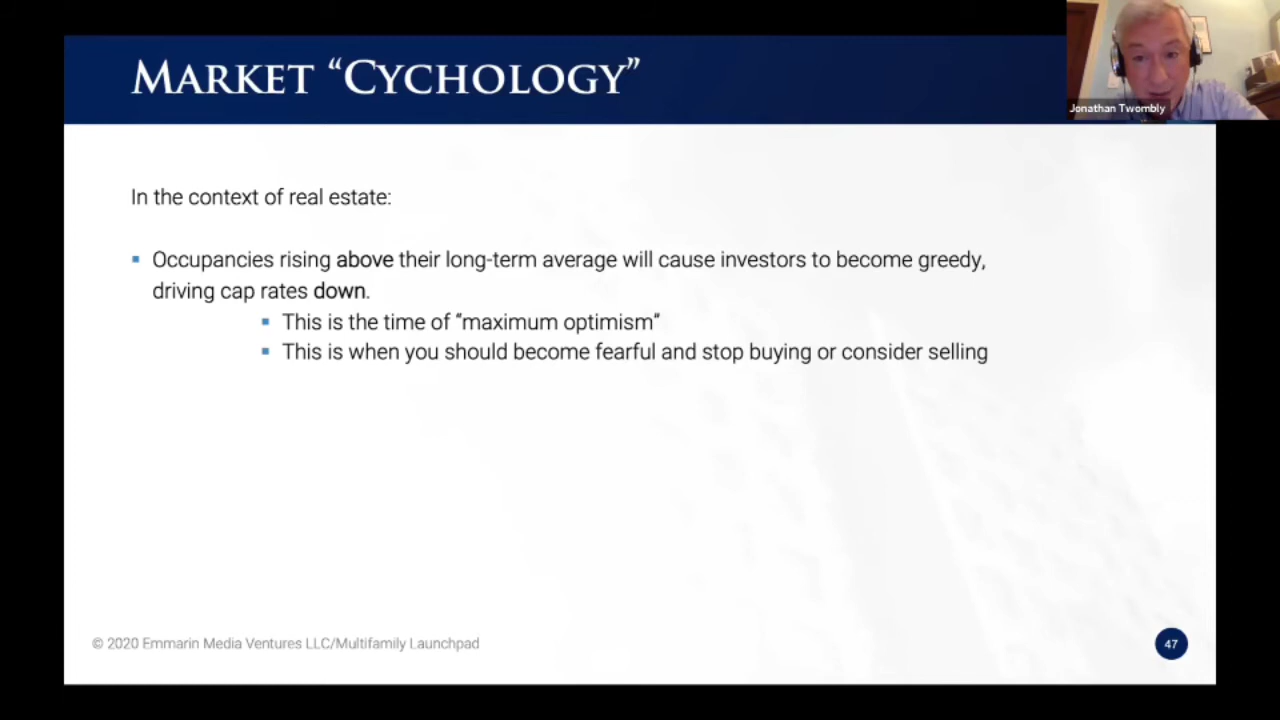 MARKET “CYCHOLOGY”
Jonathan Twombly
In the context of real estate:
▪ Occupancies rising above their long-term average will cause investors to become greedy,
driving cap rates down.
▪ This is the time of “maximum optimism”
▪ This is when you should become fearful and stop buying or consider selling
© 2020 Emmarin Media Ventures LLC/Multifamily Launchpad
47